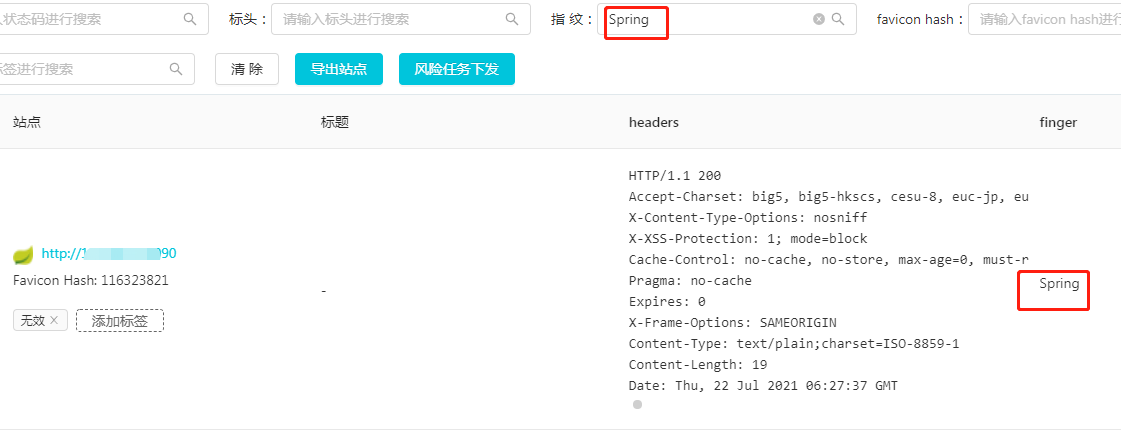 入状态码进行搜索
标头： 请输入标头进行搜索
指 纹： Spring
favicon hash： 请输入favicon hash进行
标签进行搜索
清 除
导出站点
风险任务下发
站点 标题 headers finger
HTTP/1.1 200
Accept-Charset: big5, big5-hkscs, cesu-8, euc-jp, eu
X-Content-Type-Options: nosniff
X-XSS-Protection: 1; mode=block
Cache-Control: no-cache, no-store, max-age=0, must-r
Pragma: no-cache
Expires: 0
X-Frame-Options: SAMEORIGIN
Content-Type: text/plain;charset=ISO-8859-1
Content-Length: 19
Date: Thu, 22 Jul 2021 06:27:37 GMT
http://1 090
Favicon Hash: 116323821
无效 ×
添加标签
-
Spring